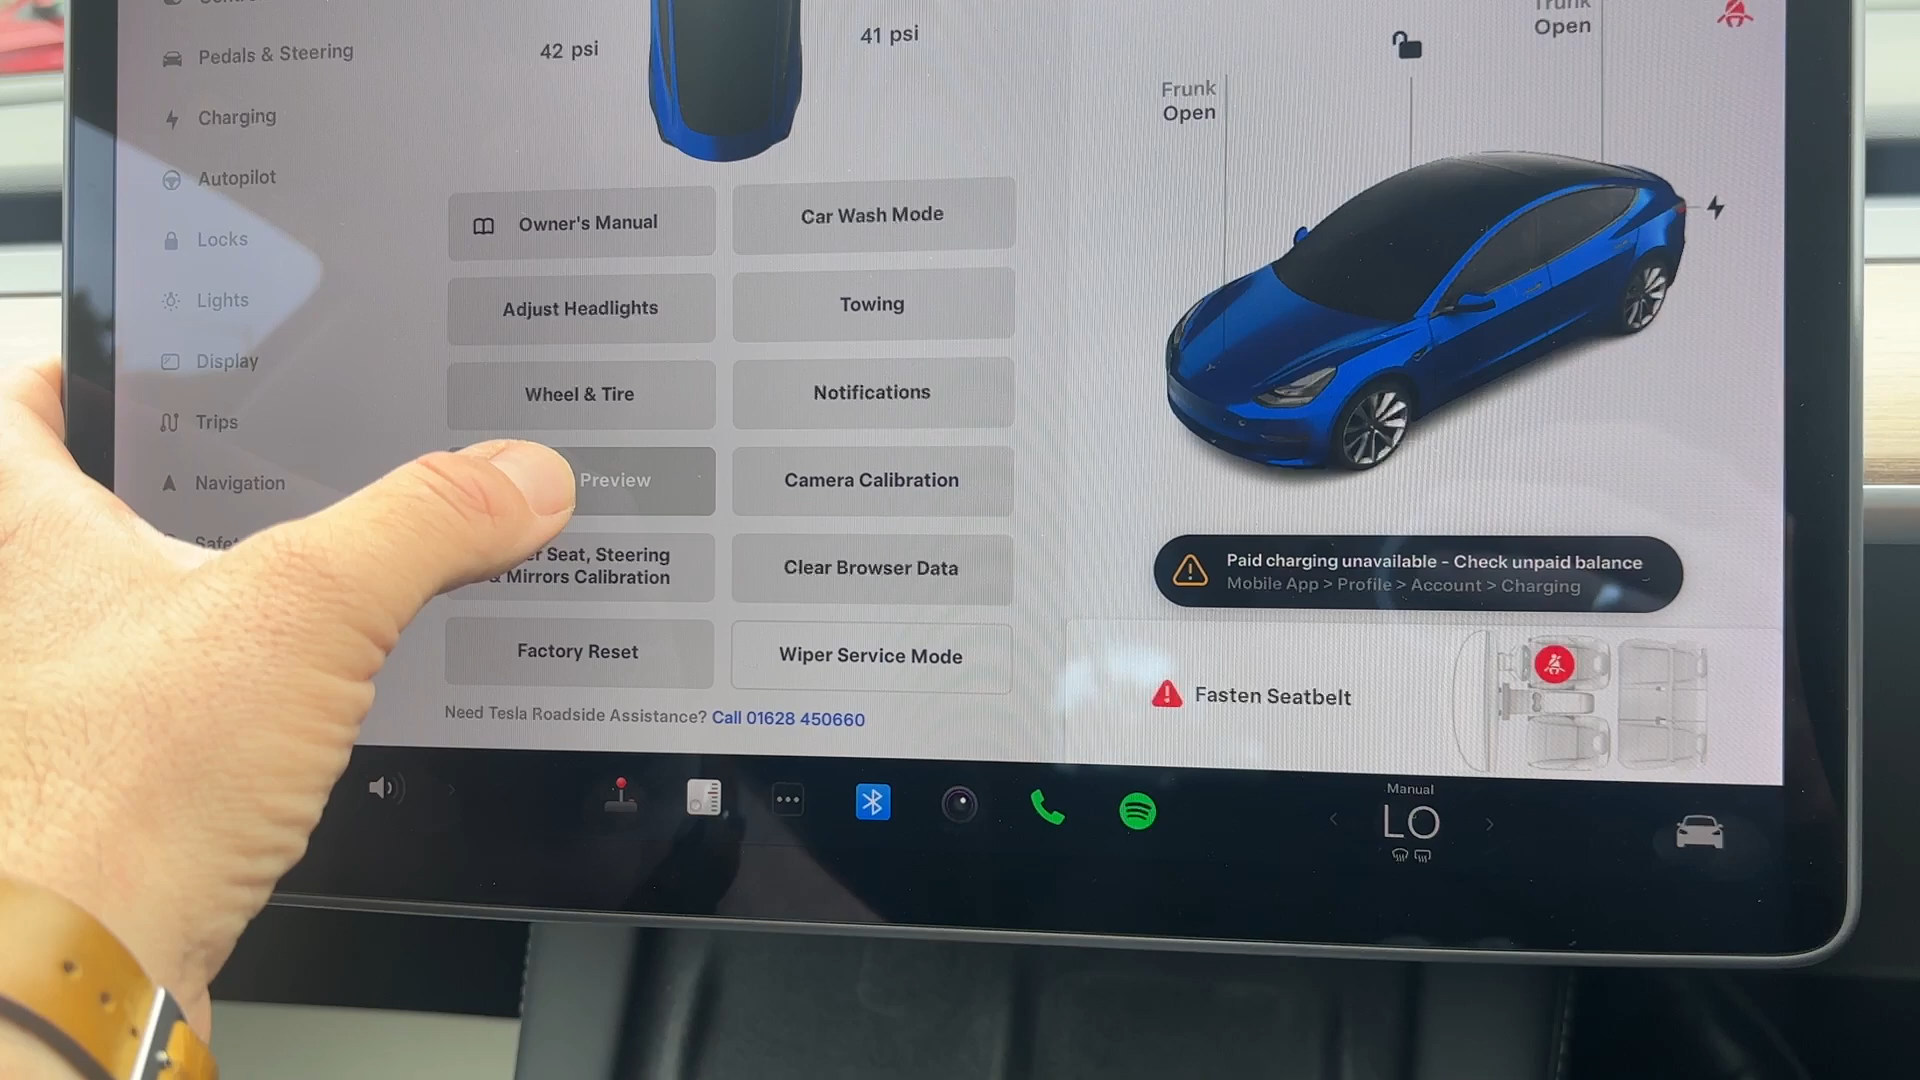 Pedals & Steering
Charging
Autopilot
Locks
Lights
Display
Trips
Navigation
42 psi
41 psi
Owner's Manual
Car Wash Mode
Adjust Headlights
Towing
Wheel & Tire
Notifications
Preview
Camera Calibration
Seat, Steering
& Mirrors Calibration
Clear Browser Data
Factory Reset
Wiper Service Mode
Need Tesla Roadside Assistance? Call 01628 450660
Trunk
Open
Frunk
Open
Paid charging unavailable - Check unpaid balance
Mobile App > Profile > Account > Charging
Fasten Seatbelt
Manual
LO